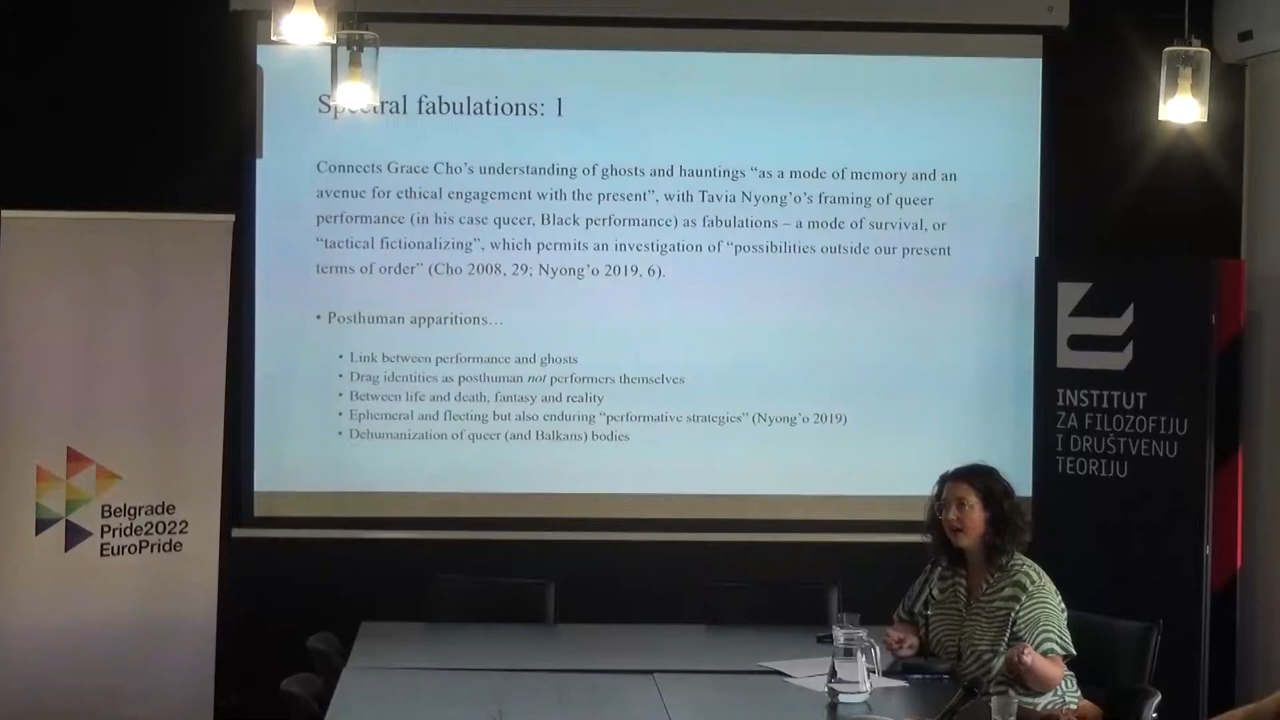 Spectral fabulations: 1
Connects Grace Cho's understanding of ghosts and hauntings “as a mode of memory and an
avenue for ethical engagement with the present”, with Tavia Nyong’o’s framing of queer
performance (in his case queer, Black performance) as fabulations – a mode of survival, or
“tactical fictionalizing”, which permits an investigation of “possibilities outside our present
terms of order” (Cho 2008, 29; Nyong’o 2019, 6).
• Posthuman apparitions…
• Link between performance and ghosts
• Drag identities as posthuman not performers themselves
• Between life and death, fantasy and reality
• Ephemeral and fleeting but also enduring “performative strategies” (Nyong’o 2019)
• Dehumanization of queer (and Balkans) bodies
Belgrade
Pride2022
EuroPride
INSTITUT
ZA FILOZOFIJU
I DRUŠTVENU
TEORIJU